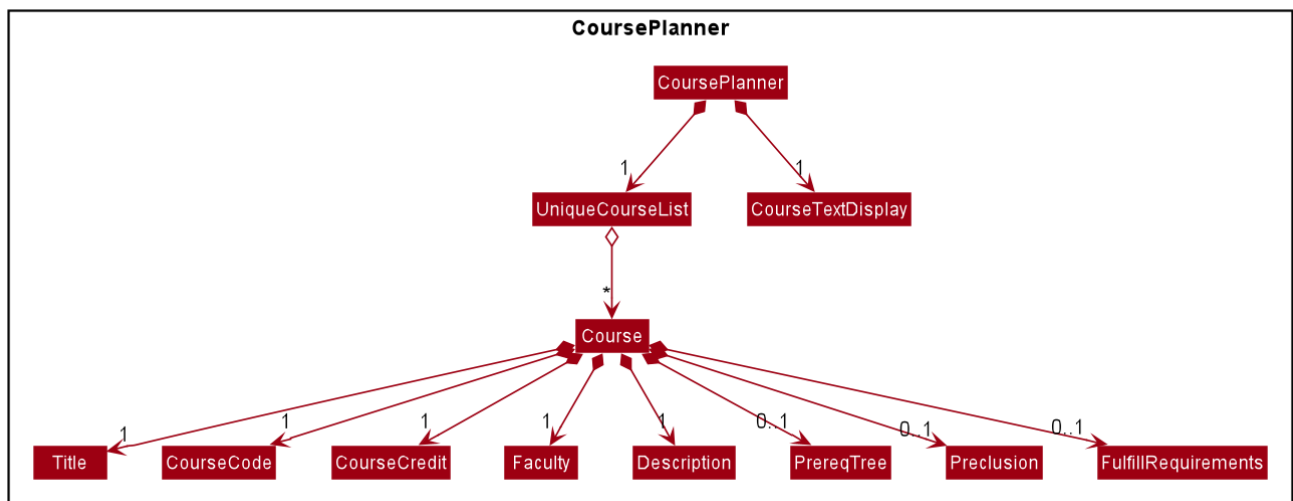 CoursePlanner
CoursePlanner
1 1
UniqueCourseList CourseTextDisplay
*
Course
1 1 1 1 1 0..1 0..1 0..1
Title CourseCode CourseCredit Faculty Description PrereqTree Preclusion FulfillRequirements